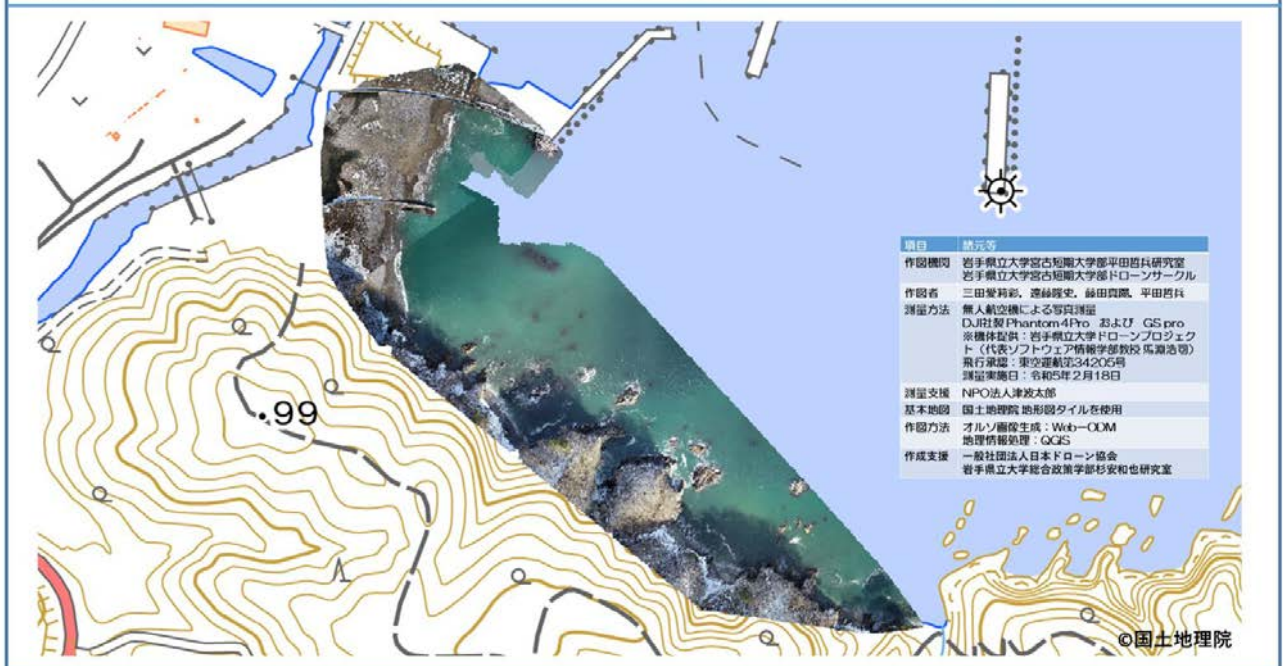 99
項目 諸元等
作図機関 岩手県立大学宮古短期大学部平田哲兵研究室
岩手県立大学宮古短期大学部ドローンサークル
作図者 三田愛莉彩, 遠藤隆史, 藤田真園, 平田哲兵
測量方法 無人航空機による写真測量
DJI社製 Phantom4Pro および GS pro
※機体提供:岩手県立大学ドローンプロジェク
ト(代表ソフトウェア情報学部教授 馬淵浩司)
飛行承認:東空運航第34205号
測量実施日:令和5年2月18日
測量支援 NPO法人津波太郎
基本地図 国土地理院 地形図タイルを使用
作図方法 オルソ画像生成:Web-ODM
地理情報処理:QGIS
作成支援 一般社団法人日本ドローン協会
岩手県立大学総合政策学部杉安和也研究室
©国土地理院